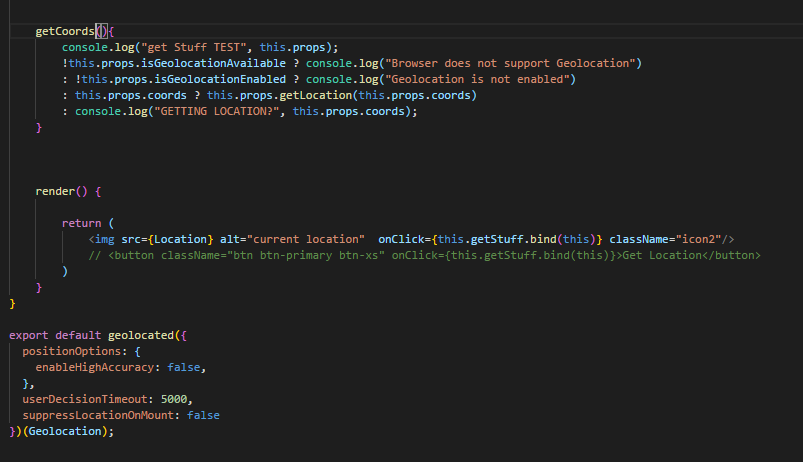 getCoords(){
console.log("get Stuff TEST", this.props);
!this.props.isGeolocationAvailable ? console.log("Browser does not support Geolocation")
: !this.props.isGeolocationEnabled ? console.log("Geolocation is not enabled")
: this.props.coords ? this.props.getLocation(this.props.coords)
: console.log("GETTING LOCATION?", this.props.coords);
}
render() {
return (
<img src={Location} alt="current location"  onClick={this.getStuff.bind(this)} className="icon2"/>
// <button className="btn btn-primary btn-xs" onClick={this.getStuff.bind(this)}>Get Location</button>
)
}
}
export default geolocated({
positionOptions: {
enableHighAccuracy: false,
},
userDecisionTimeout: 5000,
suppressLocationOnMount: false
})(Geolocation);